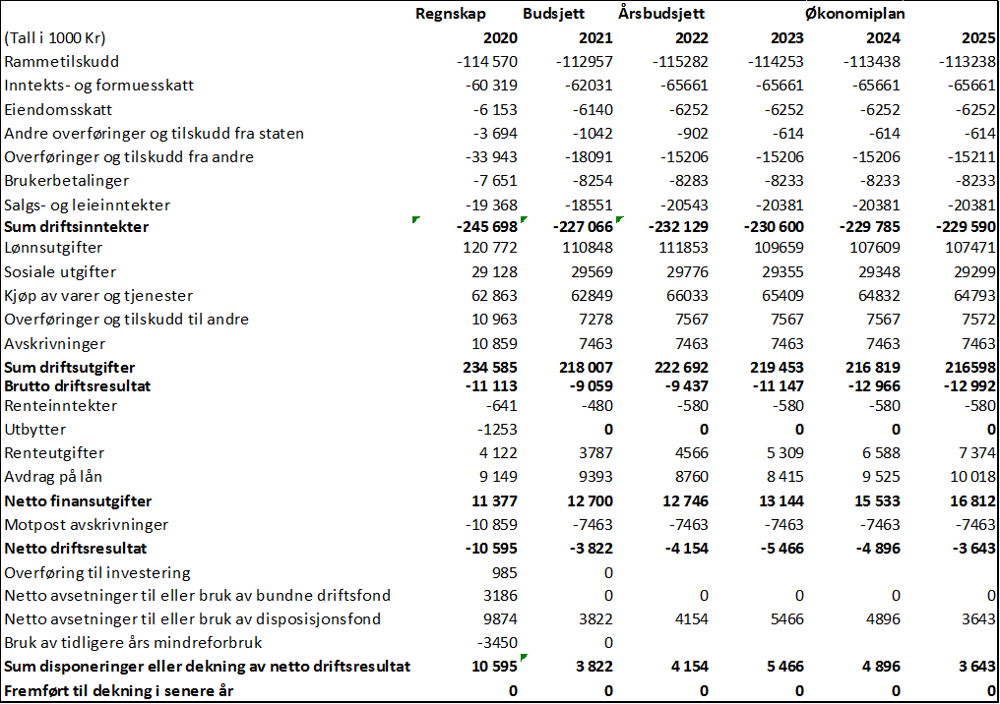 Regnskap Budsjett Årsbudsjett Økonomiplan
(Tall i 1000 Kr) 2020 2021 2022 2023 2024 2025
Rammetilskudd -114 570 -112957 -115282 -114253 -113438 -113238
Inntekts- og formuesskatt -60 319 -62031 -65661 -65661 -65661 -65661
Eiendomsskatt -6 153 -6140 -6252 -6252 -6252 -6252
Andre overføringer og tilskudd fra staten -3 694 -1042 -902 -614 -614 -614
Overføringer og tilskudd fra andre -33 943 -18091 -15206 -15206 -15206 -15211
Brukerbetalinger -7 651 -8254 -8283 -8233 -8233 -8233
Salgs- og leieinntekter -19 368 -18551 -20543 -20381 -20381 -20381
Sum driftsinntekter -245 698 -227 066 -232 129 -230 600 -229 785 -229 590
Lønnsutgifter 120 772 110848 111853 109659 107609 107471
Sosiale utgifter 29 128 29569 29776 29355 29348 29299
Kjøp av varer og tjenester 62 863 62849 66033 65409 64832 64793
Overføringer og tilskudd til andre 10 963 7278 7567 7567 7567 7572
Avskrivninger 10 859 7463 7463 7463 7463 7463
Sum driftsutgifter 234 585 218 007 222 692 219 453 216 819 216598
Brutto driftsresultat -11 113 -9 059 -9 437 -11 147 -12 966 -12 992
Renteinntekter -641 -480 -580 -580 -580 -580
Utbytter -1253 0 0 0 0 0
Renteutgifter 4 122 3787 4566 5 309 6 588 7 374
Avdrag på lån 9 149 9393 8760 8 415 9 525 10 018
Netto finansutgifter 11 377 12 700 12 746 13 144 15 533 16 812
Motpost avskrivninger -10 859 -7463 -7463 -7463 -7463 -7463
Netto driftsresultat -10 595 -3 822 -4 154 -5 466 -4 896 -3 643
Overføring til investering 985 0
Netto avsetninger til eller bruk av bundne driftsfond 3186 0 0 0 0 0
Netto avsetninger til eller bruk av disposisjonsfond 9874 3822 4154 5466 4896 3643
Bruk av tidligere års mindreforbruk -3450 0
Sum disponeringer eller dekning av netto driftsresultat 10 595 3 822 4 154 5 466 4 896 3 643
Fremført til dekning i senere år 0 0 0 0 0 0